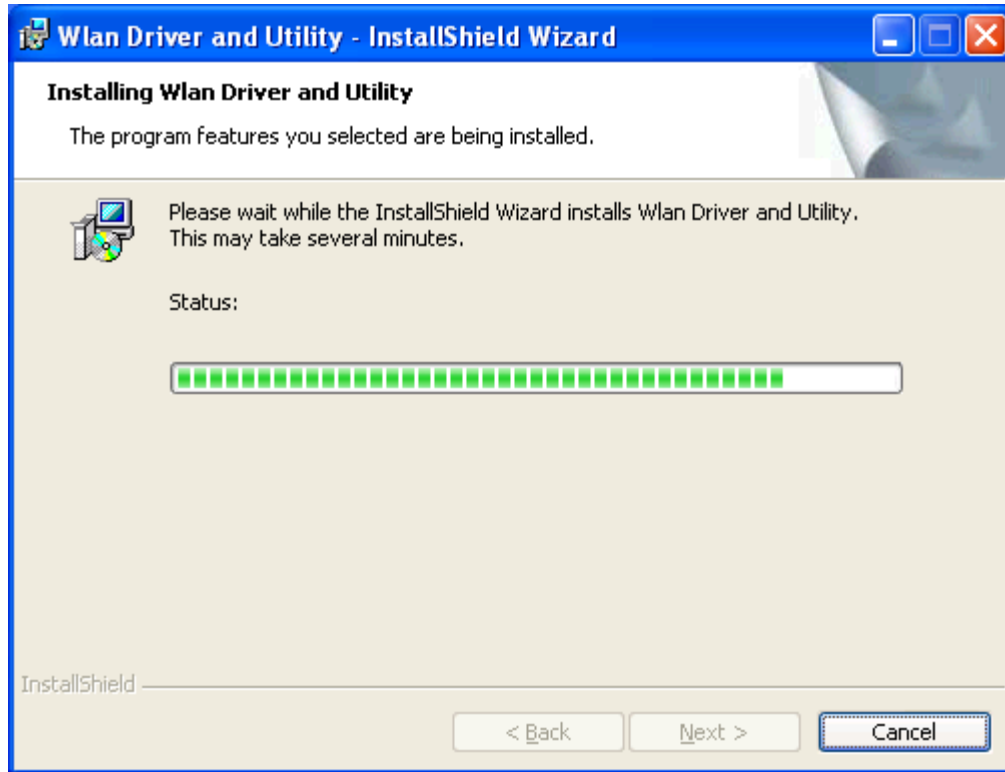 Wlan Driver and Utility - InstallShield Wizard
Installing Wlan Driver and Utility
The program features you selected are being installed.
Please wait while the InstallShield Wizard installs Wlan Driver and Utility.
This may take several minutes.
Status:
InstallShield
< Back
Next >
Cancel